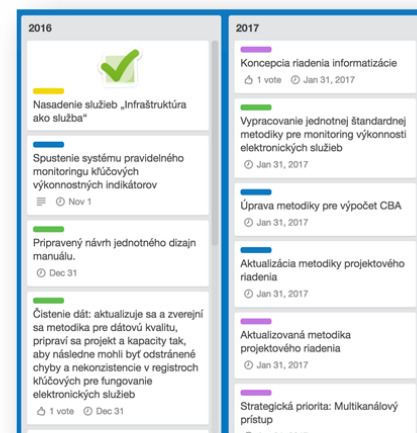 2016
Nasadenie služieb „Infraštruktúra
ako služba“
Spustenie systému pravidelného
monitoringu kľúčových
výkonnostných indikátorov
Nov 1
Pripravený návrh jednotného dizajn
manuálu.
Dec 31
Čistenie dát: aktualizuje sa a zverejní
sa metodika pre dátovú kvalitu,
pripraví sa projekt a kapacity tak,
aby následne mohli byť odstránené
chyby a nekonzistencie v registroch
kľúčových pre fungovanie
elektronických služieb
1 vote Dec 31
2017
Koncepcia riadenia informatizácie
1 vote Jan 31, 2017
Vypracovanie jednotnej štandardnej
metodiky pre monitoring výkonnosti
elektronických služieb
Jan 31, 2017
Úprava metodiky pre výpočet CBA
Jan 31, 2017
Aktualizácia metodiky projektového
riadenia
Jan 31, 2017
Aktualizovaná metodika
projektového riadenia
Jan 31, 2017
Strategická priorita: Multikanálový
prístup